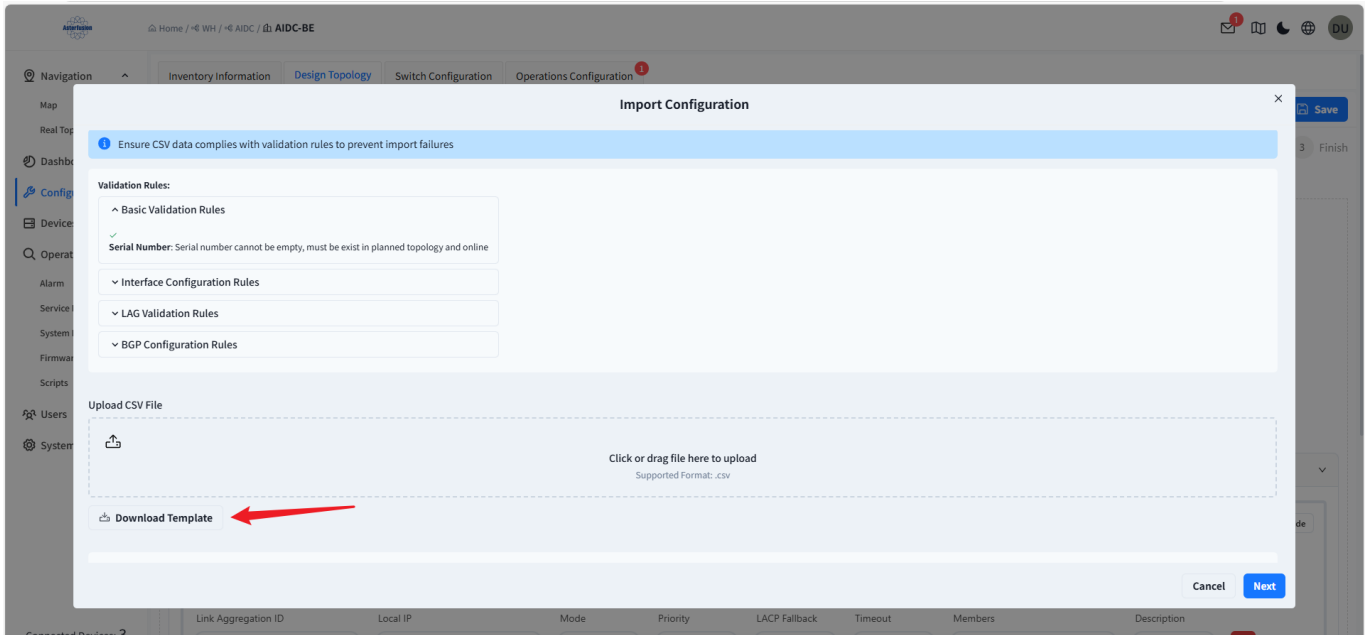 Asterfusion
Home / WH / AIDC / AIDC-BE
1
DU
Navigation
Inventory Information
Design Topology
Switch Configuration
Operations Configuration
1
Map
Real Top
Save
3 Finish
Import Configuration
Ensure CSV data complies with validation rules to prevent import failures
Dashbo
Config
Device
Operat
Alarm
Service
System
Firmwar
Scripts
Users
System
Validation Rules:
Basic Validation Rules
Serial Number: Serial number cannot be empty, must be exist in planned topology and online
Interface Configuration Rules
LAG Validation Rules
BGP Configuration Rules
Upload CSV File
Click or drag file here to upload
Supported Format: .csv
Download Template
de
Cancel
Next
Link Aggregation ID
Local IP
Mode
Priority
LACP Fallback
Timeout
Members
Description